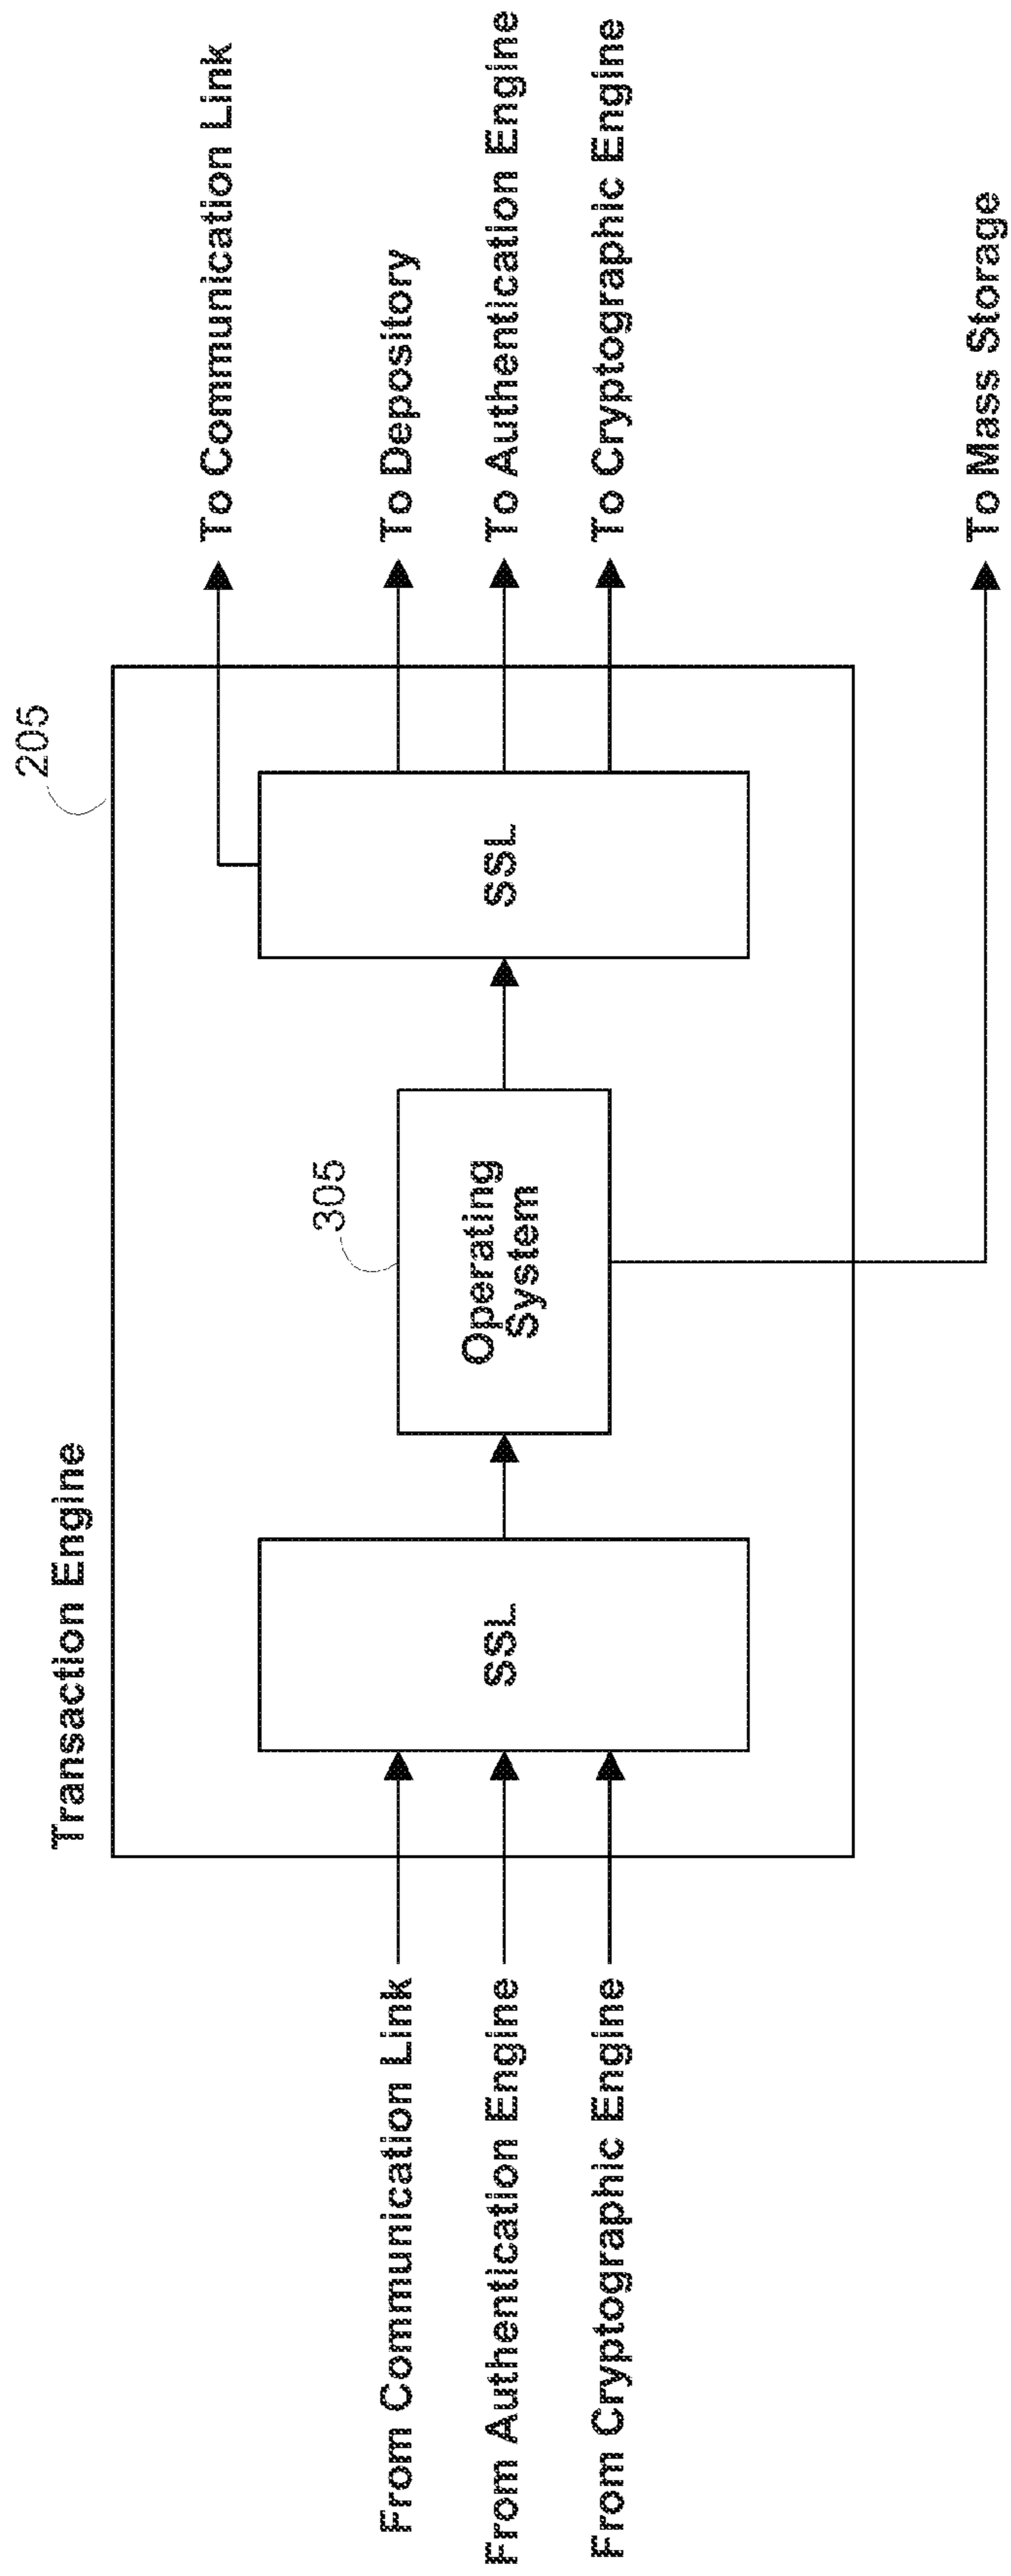 Transaction Engine
205
From Communication Link
From Authentication Engine
From Cryptographic Engine
SSL
305
Operating
System
SSL
To Communication Link
To Depository
To Authentication Engine
To Cryptographic Engine
To Mass Storage